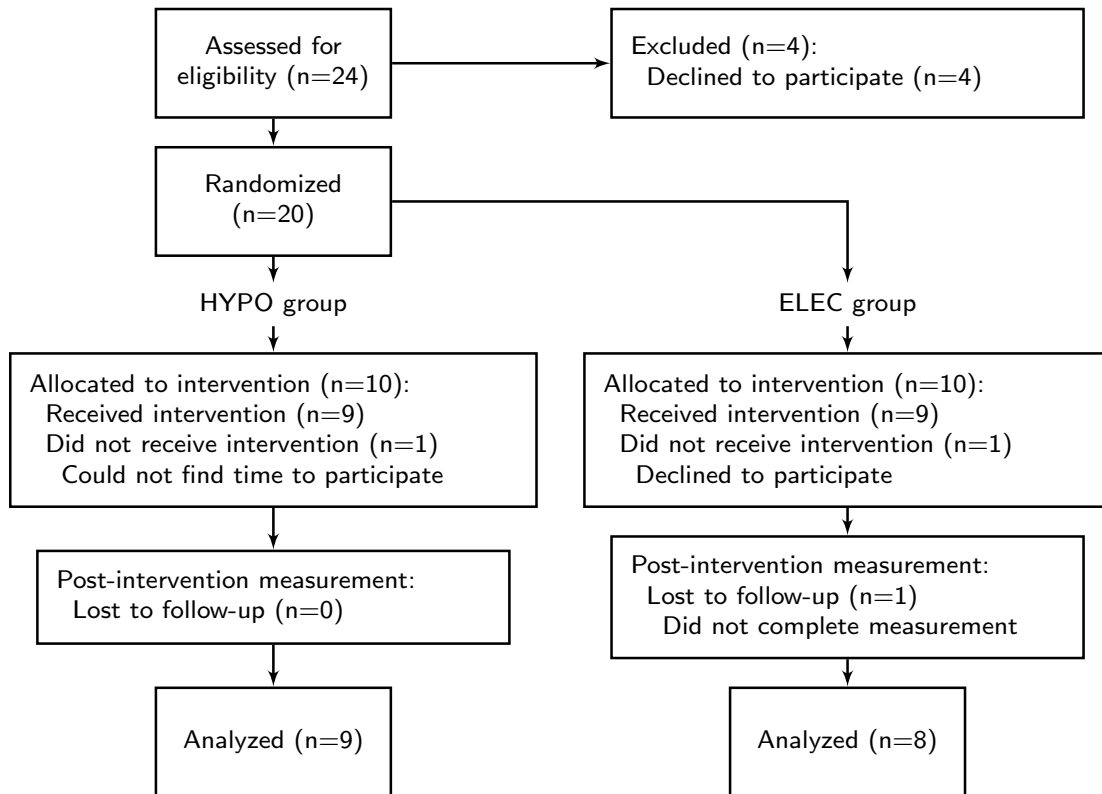 Assessed for
eligibility (n=24)
Excluded (n=4):
Declined to participate (n=4)
Randomized
(n=20)
HYPO group
ELEC group
Allocated to intervention (n=10):
Received intervention (n=9)
Did not receive intervention (n=1)
Could not find time to participate
Allocated to intervention (n=10):
Received intervention (n=9)
Did not receive intervention (n=1)
Declined to participate
Post-intervention measurement:
Lost to follow-up (n=0)
Post-intervention measurement:
Lost to follow-up (n=1)
Did not complete measurement
Analyzed (n=9)
Analyzed (n=8)